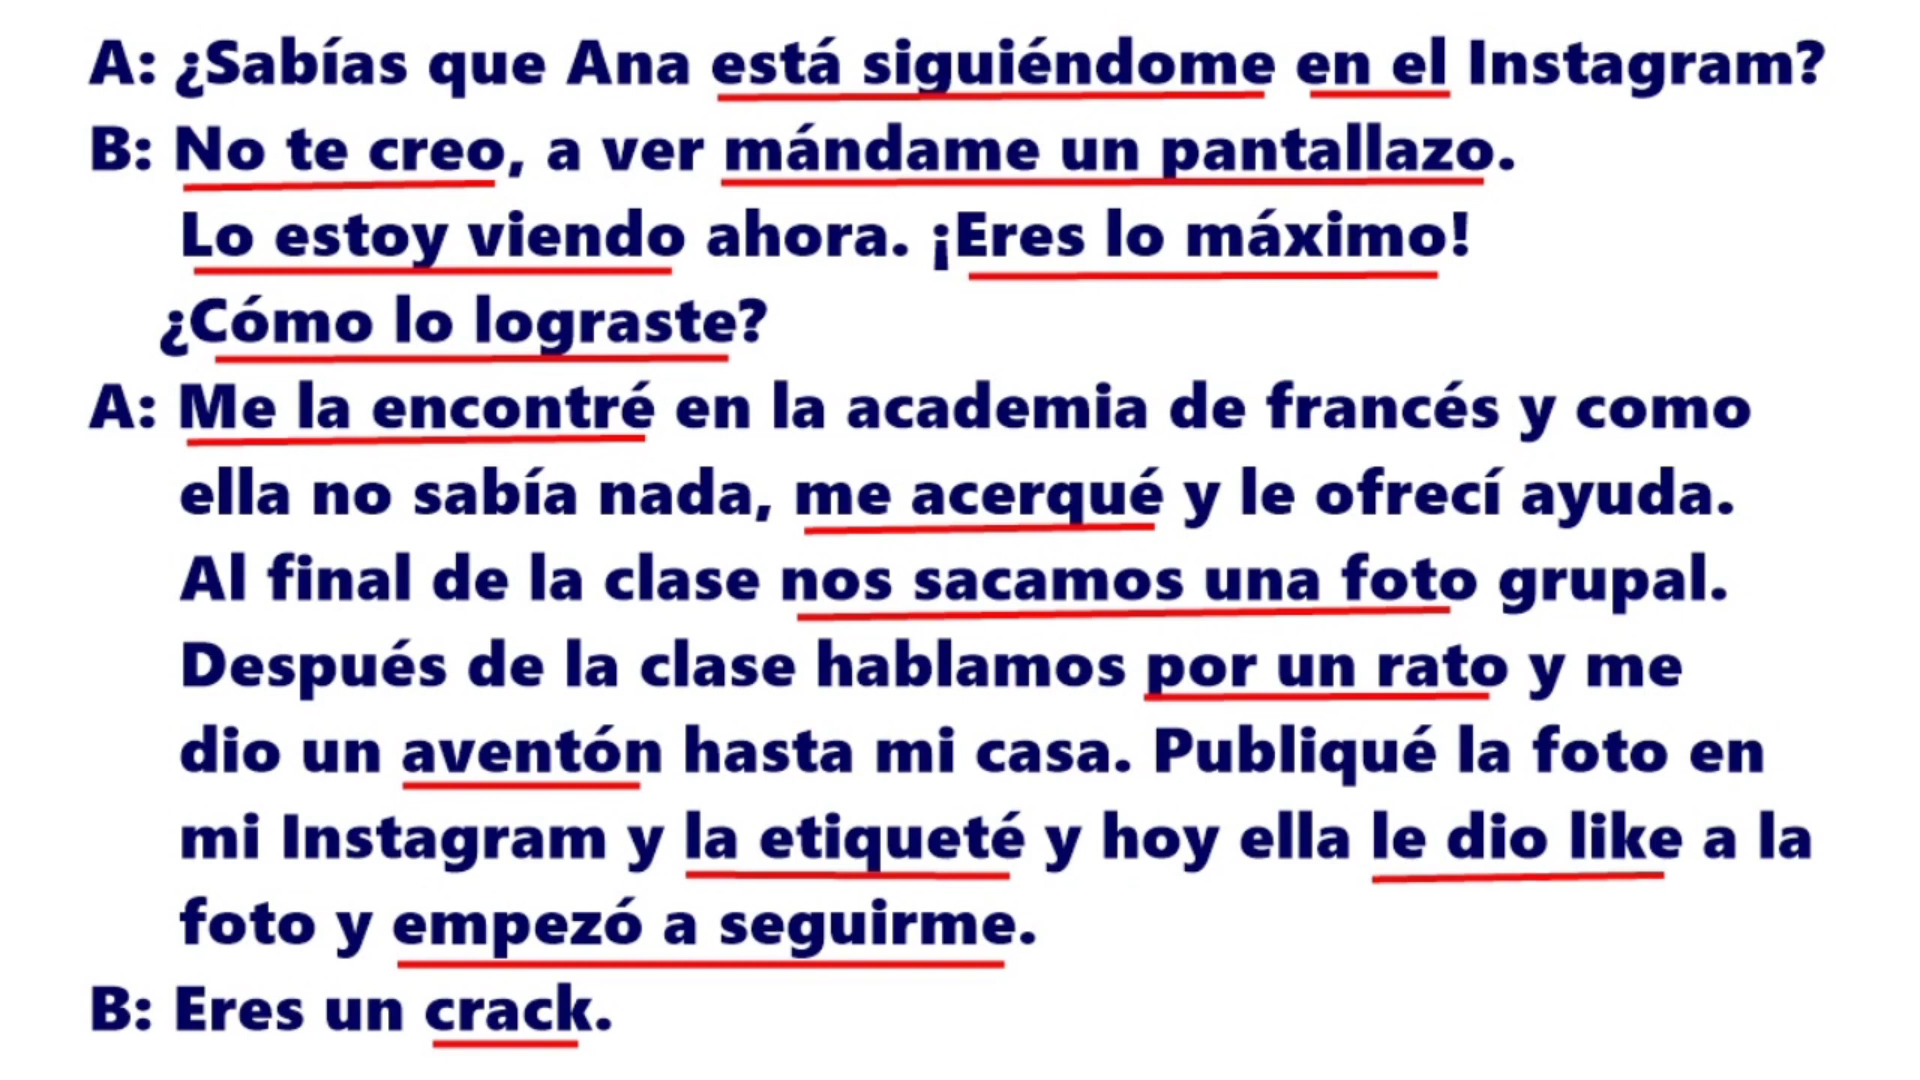 A: ¿Sabías que Ana está siguiéndome en el Instagram?
B: No te creo, a ver mándame un pantallazo.
Lo estoy viendo ahora. ¡Eres lo máximo!
¿Cómo lo lograste?
A: Me la encontré en la academia de francés y como
ella no sabía nada, me acerqué y le ofrecí ayuda.
Al final de la clase nos sacamos una foto grupal.
Después de la clase hablamos por un rato y me
dio un aventón hasta mi casa. Publiqué la foto en
mi Instagram y la etiqueté y hoy ella le dio like a la
foto y empezó a seguirme.
B: Eres un crack.